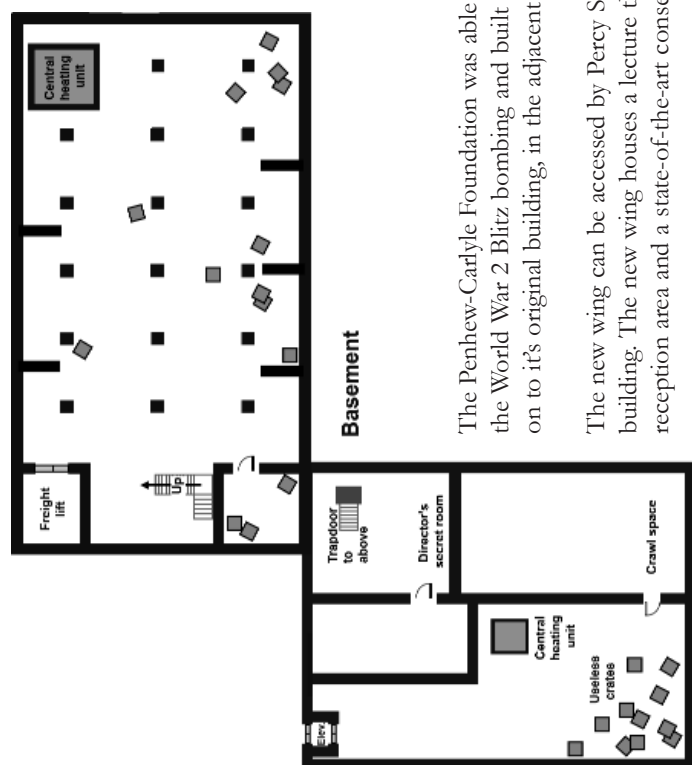 Central
heating
unit
Freight
lift
Up
Basement
Trapdoor
to
above
Director's
secret room
Crawl space
Central
heating
unit
Useless
crates
Elev.
The Penhew-Carlyle Foundation was able
the World War 2 Blitz bombing and built
on to it's original building, in the adjacent
The new wing can be accessed by Percy S
building. The new wing houses a lecture t
reception area and a state-of-the-art conse